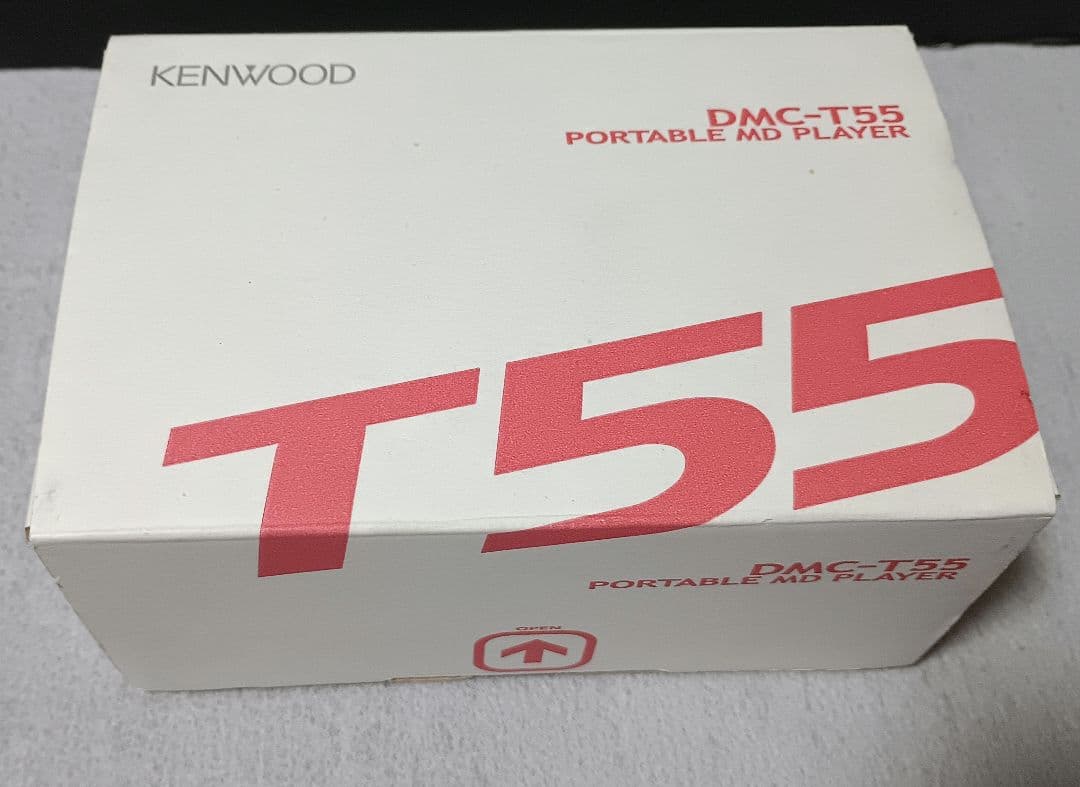 KENWOOD
DMC-T55
PORTABLE MD PLAYER
T55
DMC-T55
PORTABLE MD PLAYER
OPEN